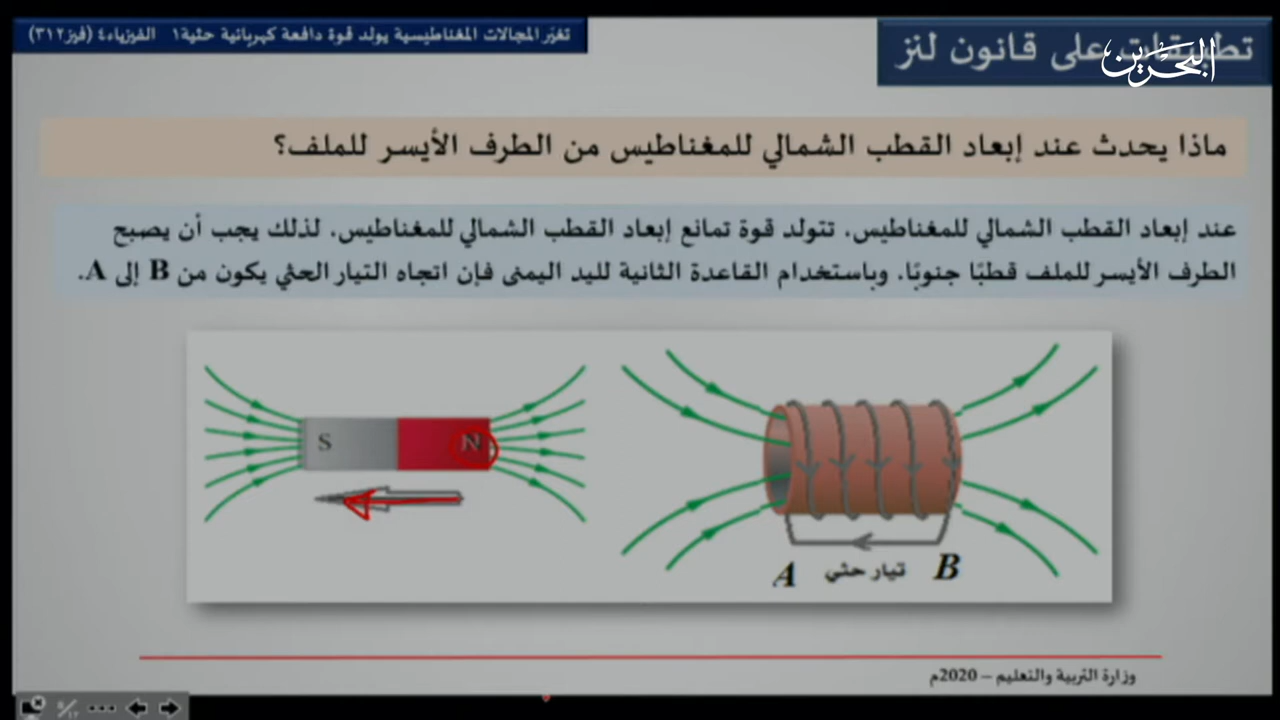 تطبيقات على قانون لنز
البحرين
تغيّر المجالات المغناطيسية يولد قوة دافعة كهربائية حثية١ الفيزياء٤ (فيز٣١٢)
ماذا يحدث عند إبعاد القطب الشمالي للمغناطيس من الطرف الأيسر للملف؟
عند إبعاد القطب الشمالي للمغناطيس، تتولد قوة تمانع إبعاد القطب الشمالي للمغناطيس، لذلك يجب أن يصبح
الطرف الأيسر للملف قطبًا جنوبًا. وباستخدام القاعدة الثانية لليد اليمنى فإن اتجاه التيار الحثي يكون من B إلى A.
S
N
A تيار حثي B
وزارة التربية والتعليم – 2020م